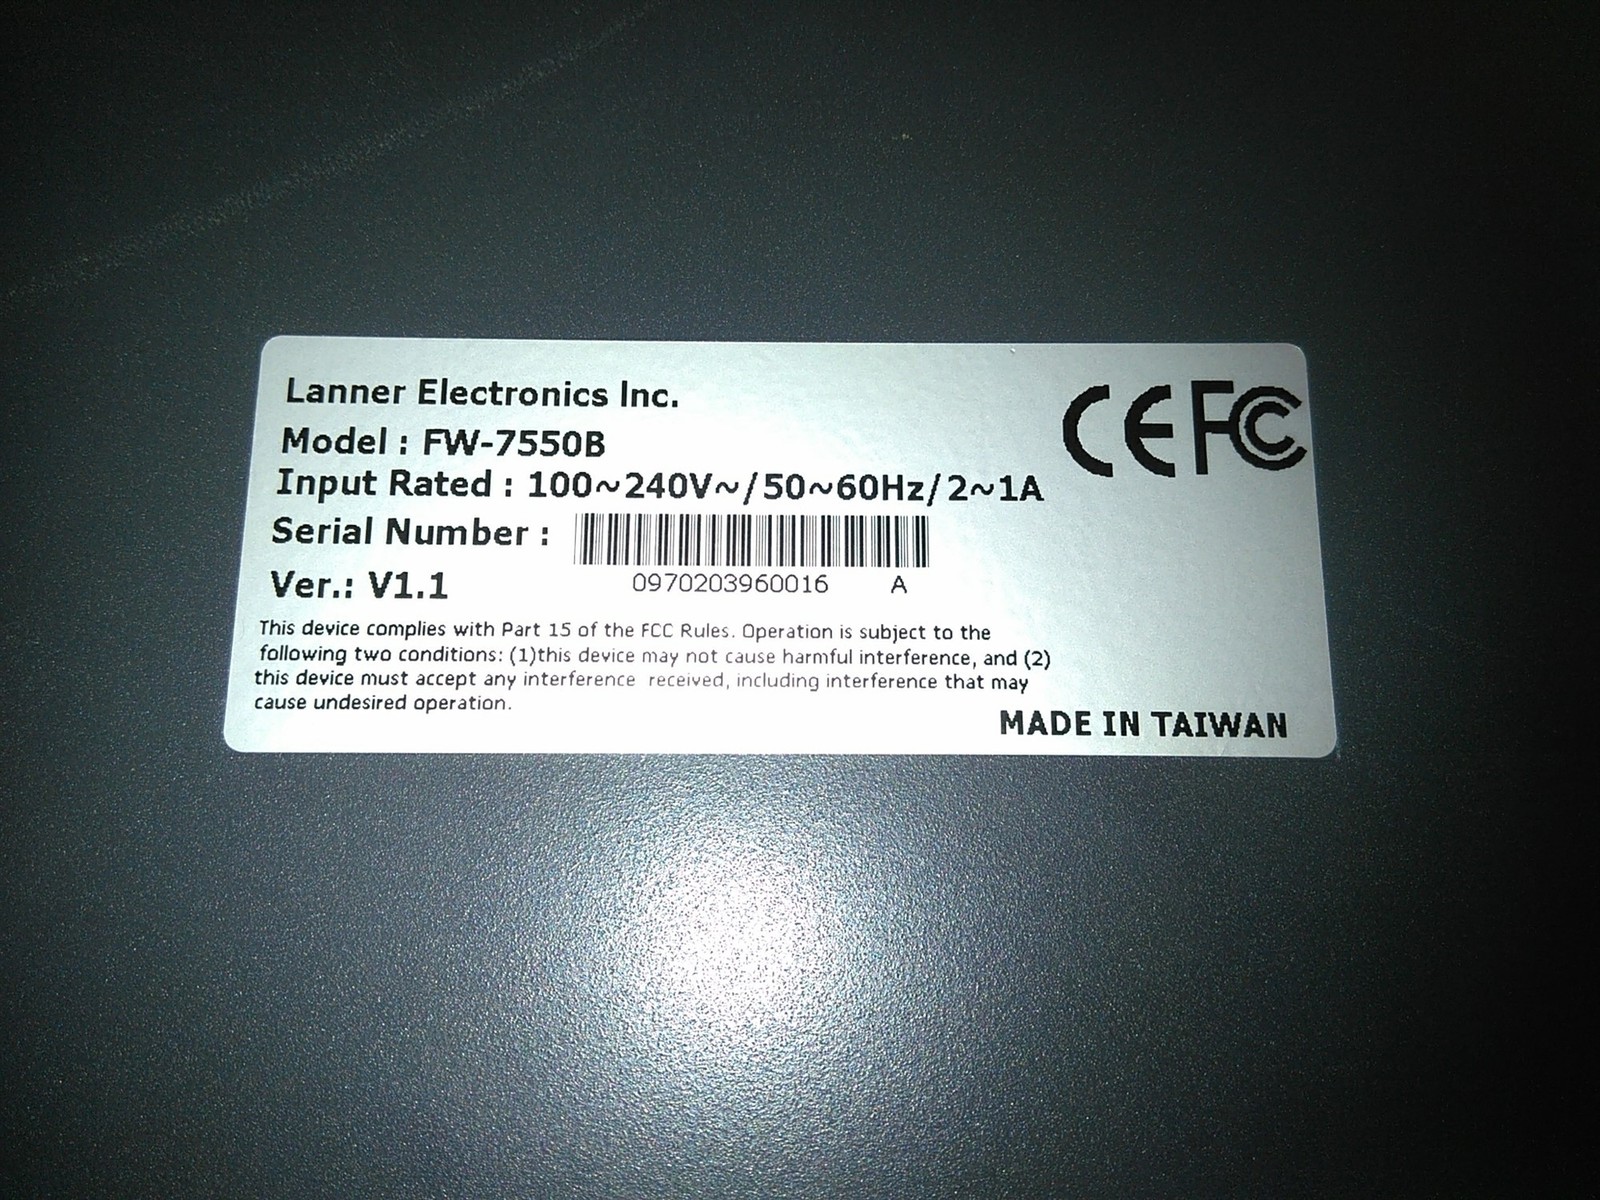 Lanner Electronics Inc.
Model : FW-7550B
Input Rated : 100~240V~/50~60Hz/2~1A
Serial Number :
0970203960016 A
Ver.: V1.1
This device complies with Part 15 of the FCC Rules. Operation is subject to the
following two conditions: (1)this device may not cause harmful interference, and (2)
this device must accept any interference received, including interference that may
cause undesired operation.
MADE IN TAIWAN
CE FC